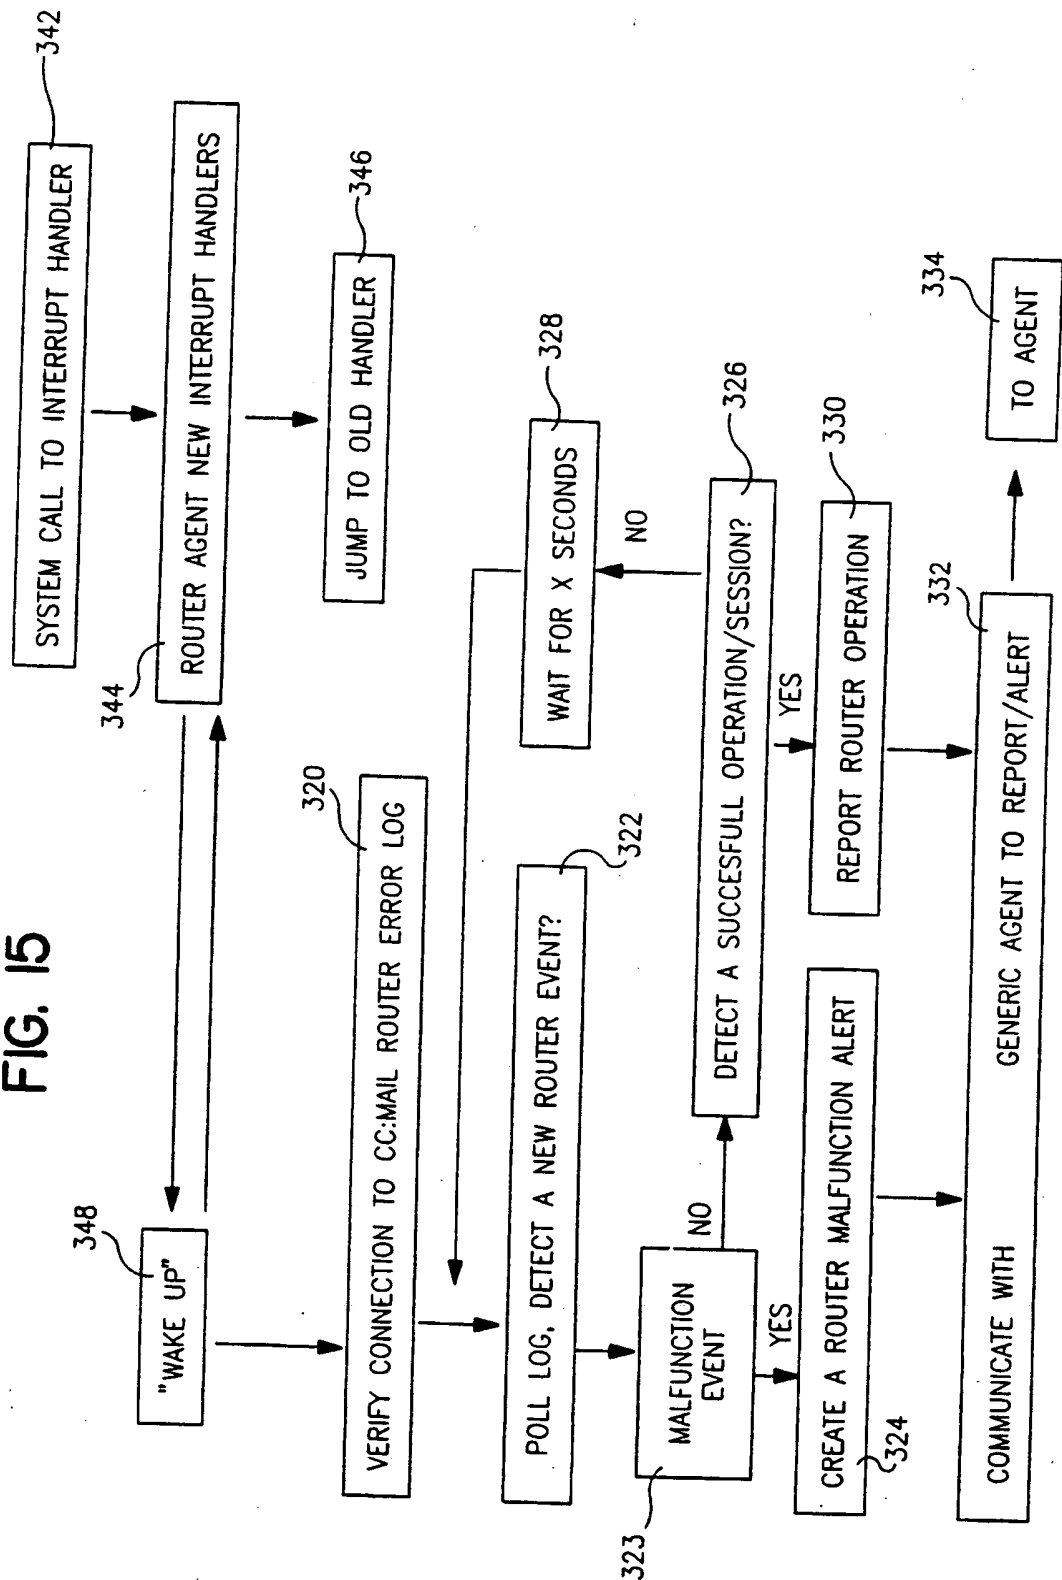 FIG. 15
SYSTEM CALL TO INTERRUPT HANDLER
342
344
ROUTER AGENT NEW INTERRUPT HANDLERS
348
"WAKE UP"
JUMP TO OLD HANDLER
346
320
VERIFY CONNECTION TO CC:MAIL ROUTER ERROR LOG
WAIT FOR X SECONDS
328
POLL LOG, DETECT A NEW ROUTER EVENT?
322
NO
323
MALFUNCTION
EVENT
NO
DETECT A SUCCESFULL OPERATION/SESSION?
326
YES
YES
324
CREATE A ROUTER MALFUNCTION ALERT
REPORT ROUTER OPERATION
330
COMMUNICATE WITH GENERIC AGENT TO REPORT/ALERT
332
TO AGENT
334